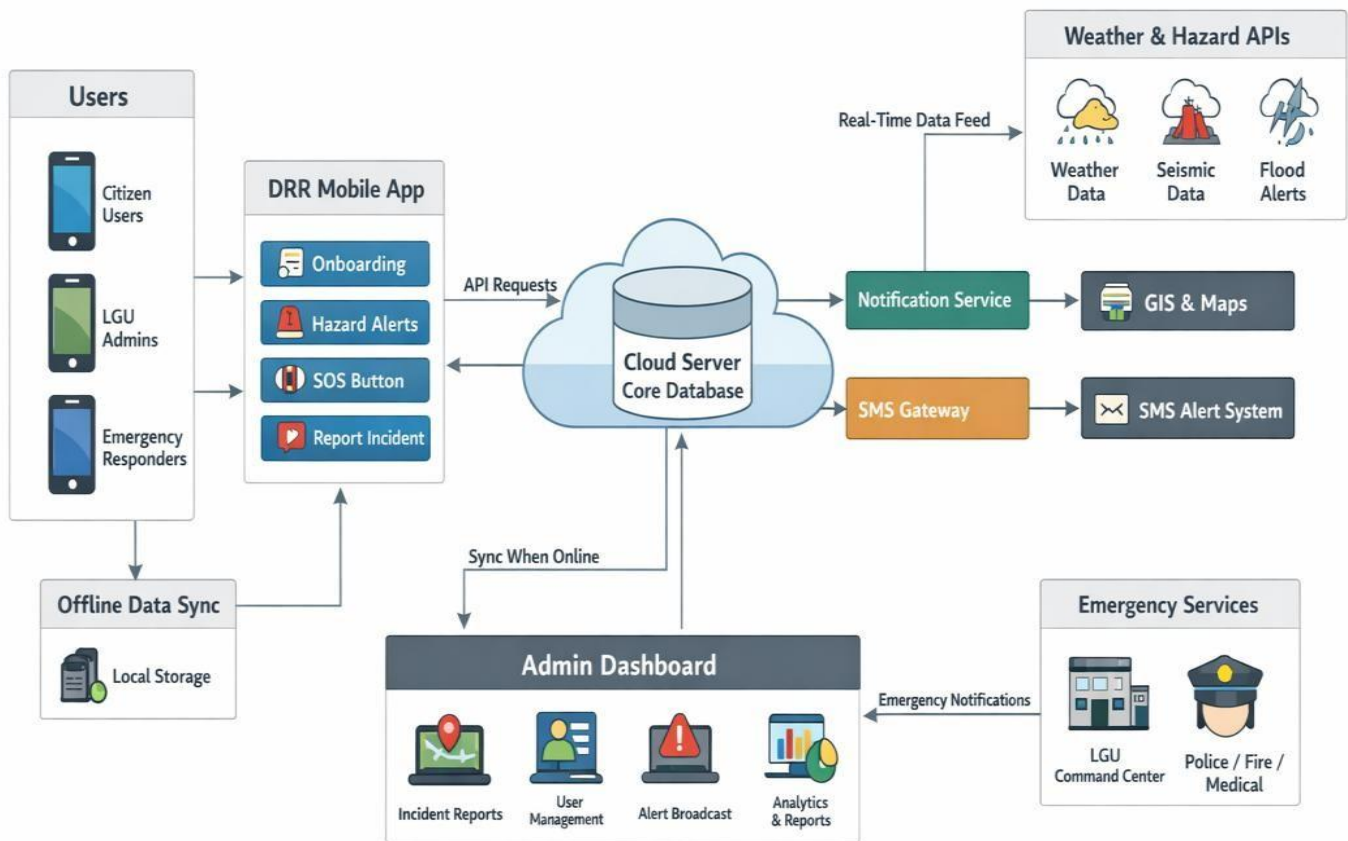 Users
Citizen
Users
LGU
Admins
Emergency
Responders
Offline Data Sync
Local Storage
DRR Mobile App
Onboarding
Hazard Alerts
SOS Button
Report Incident
API Requests
Cloud Server
Core Database
Sync When Online
Real-Time Data Feed
Weather & Hazard APIs
Weather
Data
Seismic
Data
Flood
Alerts
Notification Service
GIS & Maps
SMS Gateway
SMS Alert System
Admin Dashboard
Incident Reports
User
Management
Alert Broadcast
Analytics
& Reports
Emergency Notifications
Emergency Services
LGU
Command Center
Police / Fire /
Medical